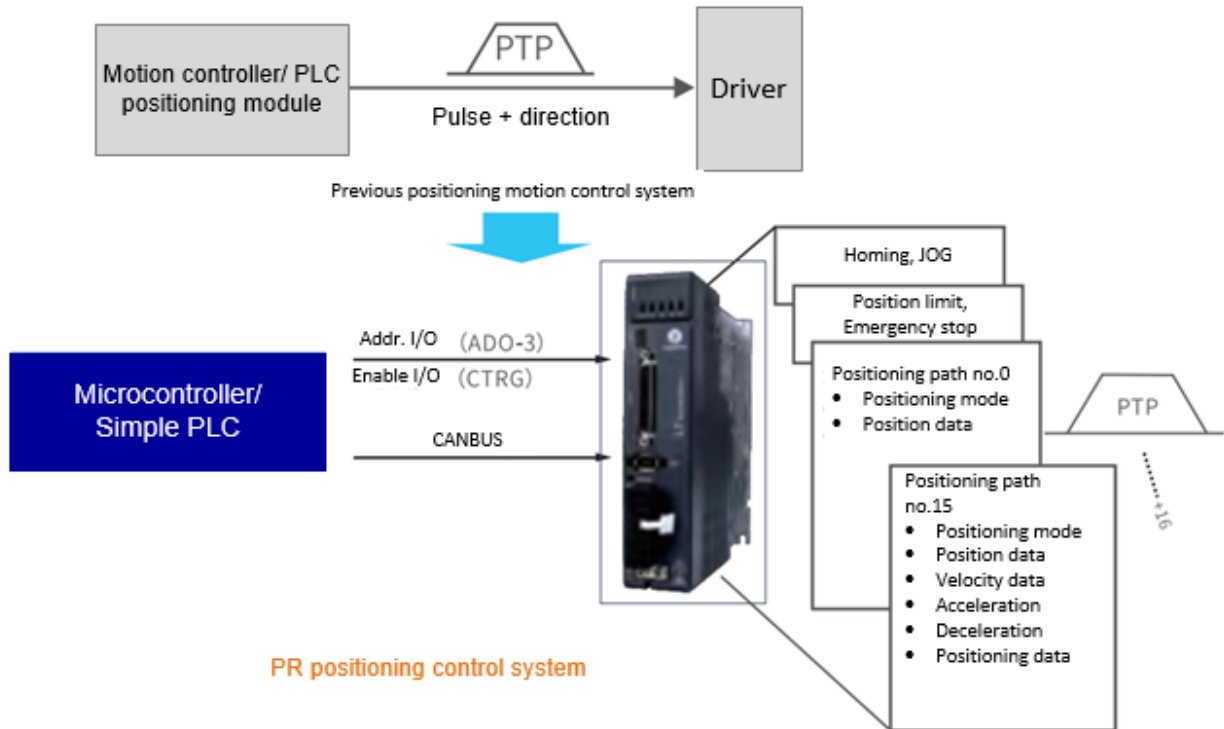 Motion controller/ PLC
positioning module
PTP
Pulse + direction
Driver
Previous positioning motion control system
Homing, JOG
Position limit,
Emergency stop
Addr. I/O (ADO-3)
Enable I/O (CTRG)
Microcontroller/
Simple PLC
CANBUS
Positioning path no.0
• Positioning mode
• Position data
PTP
+16
Positioning path
no.15
• Positioning mode
• Position data
• Velocity data
• Acceleration
• Deceleration
• Positioning data
PR positioning control system